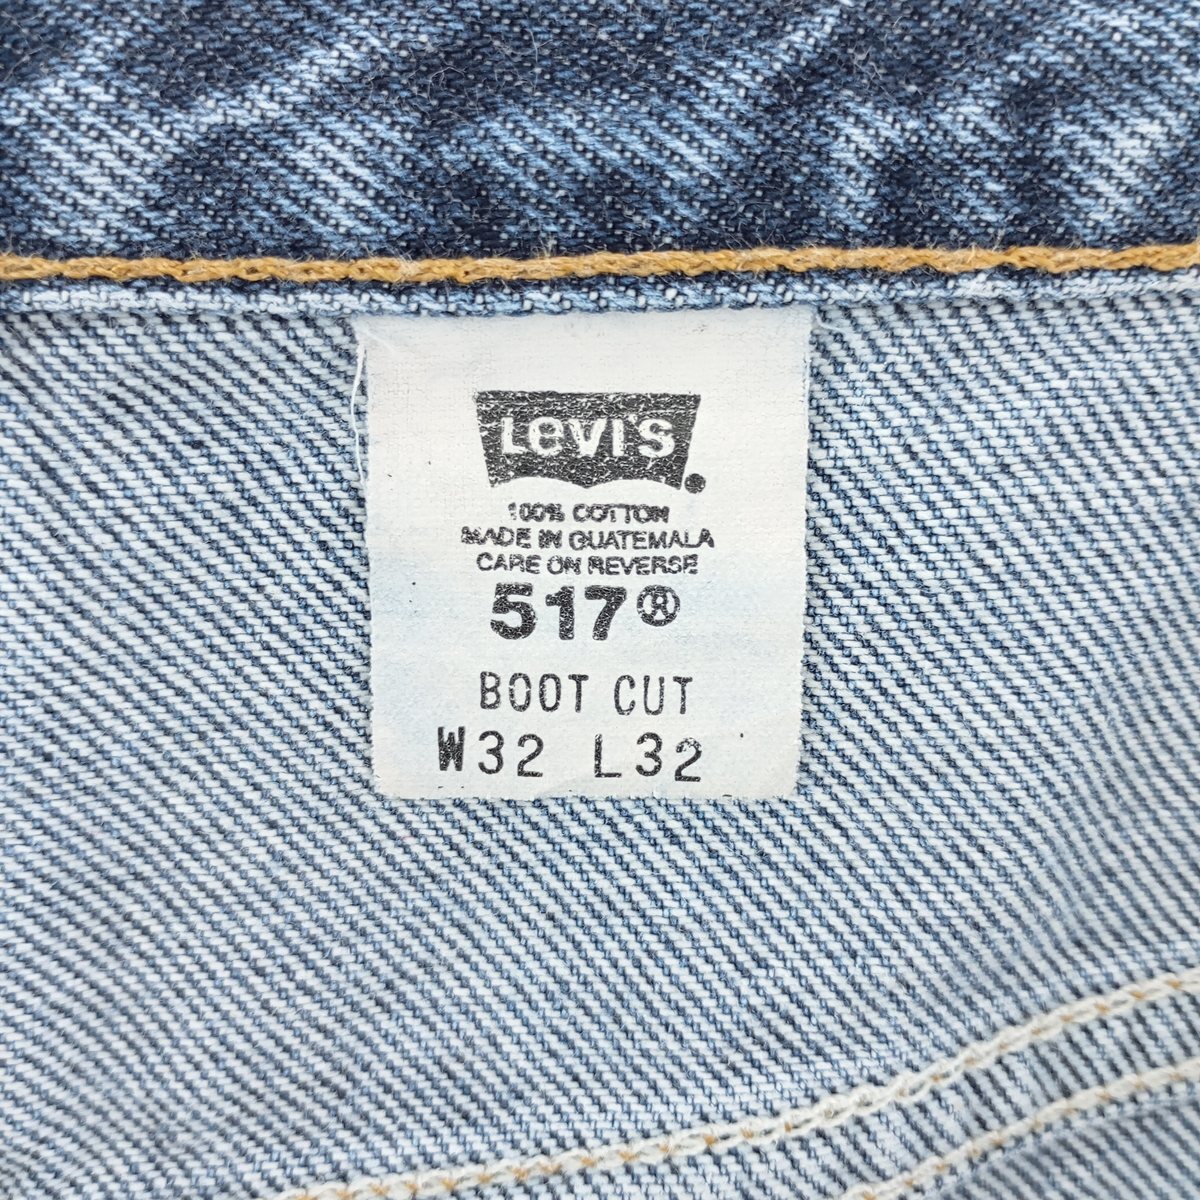 Levi's
100% COTTON
MADE IN GUATEMALA
CARE ON REVERSE
517®
BOOT CUT
W32 L32